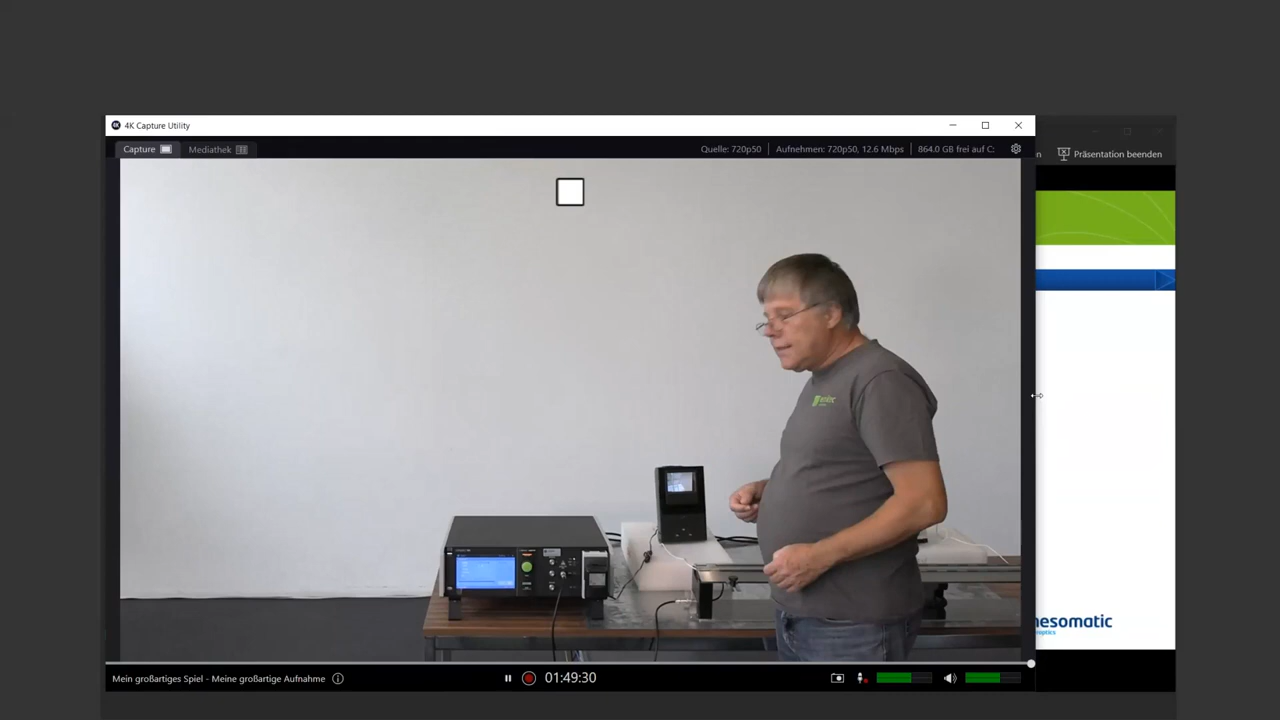 4K Capture Utility
Capture
Mediathek
Quelle: 720p50
Aufnehmen: 720p50, 12.6 Mbps
864.0 GB frei auf C:
Präsentation beenden
Mein großartiges Spiel - Meine großartige Aufnahme
01:49:30